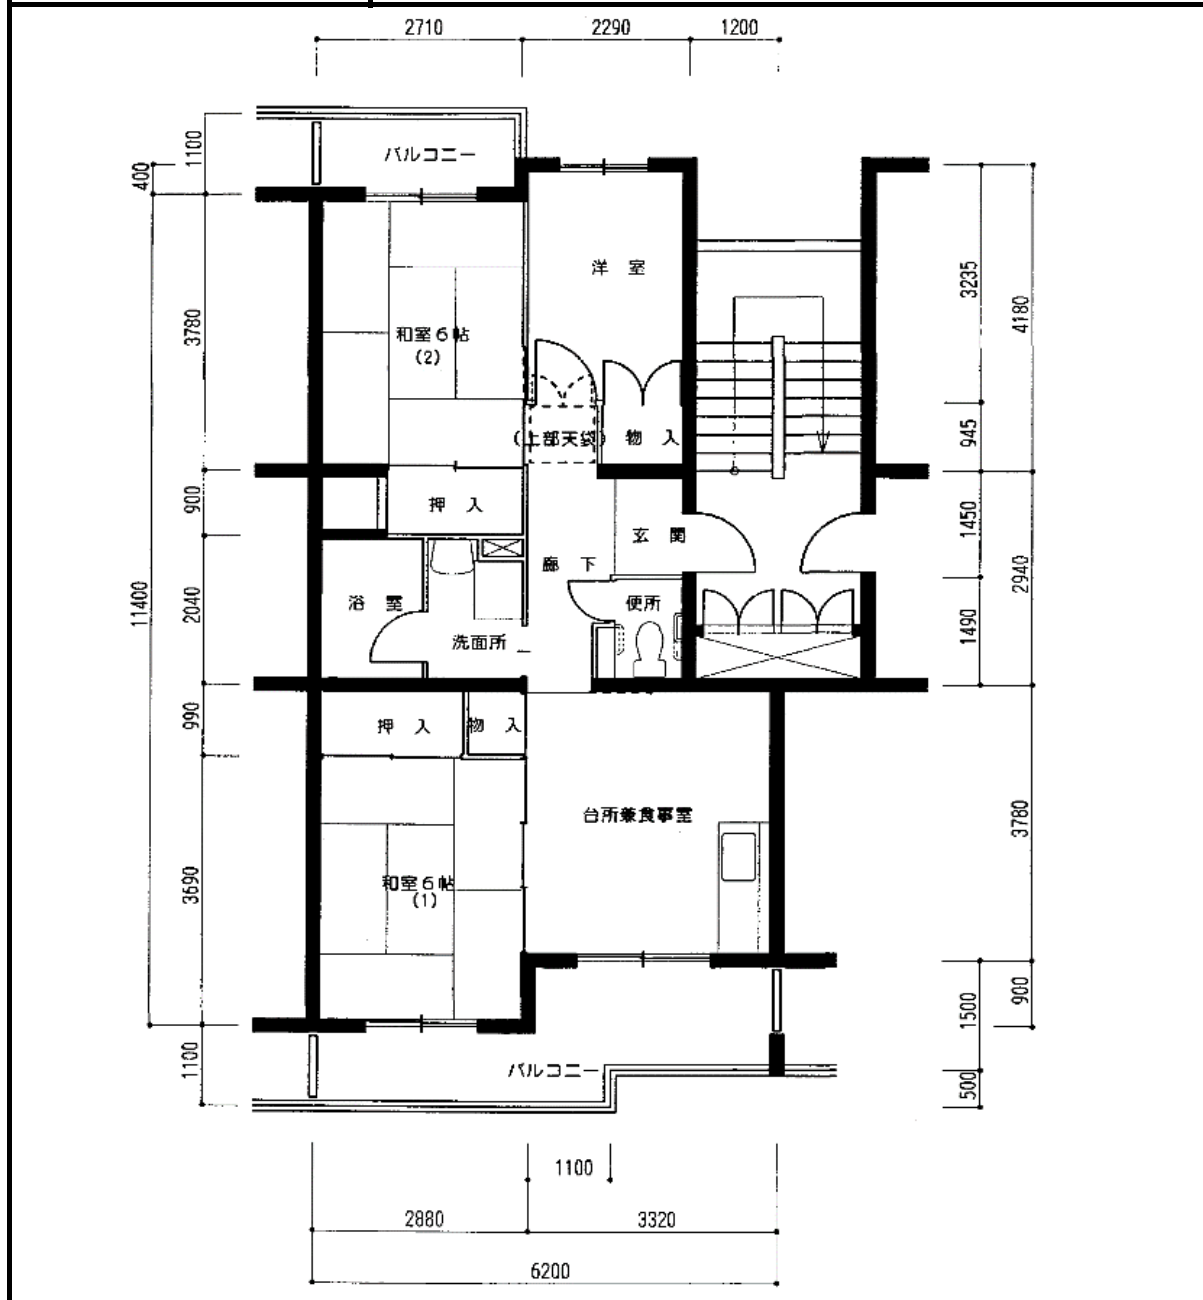 2710
2290
1200
バルコニー
1100
400
洋 室
3235
4180
3780
和室6帖
(2)
945
(上部天袋)
物 入
900
押 入
玄 関
1450
廊 下
2940
11400
2040
浴 室
便所
洗面所
1490
990
押 入
物 入
台所兼食事室
3780
3690
和室6帖
(1)
1500
900
1100
バルコニー
500
1100
2880
3320
6200